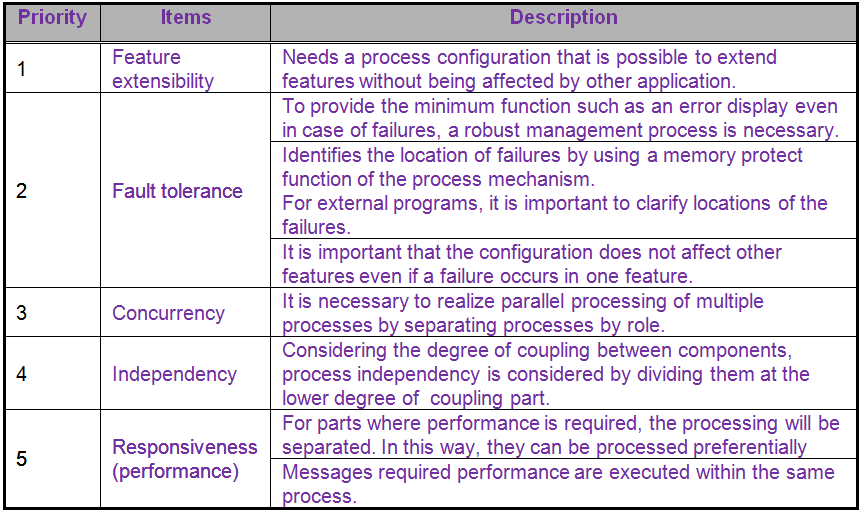 Priority Items Description
1
Feature
extensibility
Needs a process configuration that is possible to extend
features without being affected by other application.
2
Fault tolerance
To provide the minimum function such as an error display even
in case of failures, a robust management process is necessary.
Identifies the location of failures by using a memory protect
function of the process mechanism.
For external programs, it is important to clarify locations of the
failures.
It is important that the configuration does not affect other
features even if a failure occurs in one feature.
3
Concurrency
It is necessary to realize parallel processing of multiple
processes by separating processes by role.
4
Independency
Considering the degree of coupling between components,
process independency is considered by dividing them at the
lower degree of  coupling part.
5
Responsiveness
(performance)
For parts where performance is required, the processing will be
separated. In this way, they can be processed preferentially
Messages required performance are executed within the same
process.